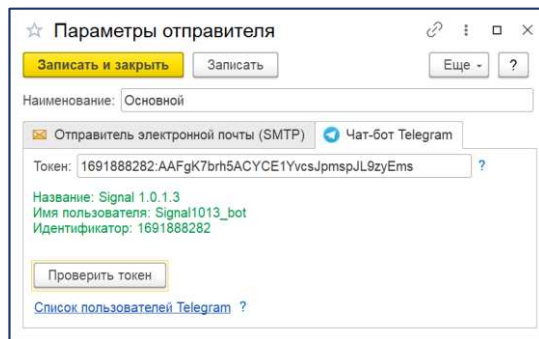 Параметры отправителя
Записать и закрыть Записать Еще ?
Наименование: Основной
Отправитель электронной почты (SMTP) Чат-бот Telegram
Токен: 1691888282:AAFgK7brh5ACYCE1YvcsJpmspJL9zyEms ?
Название: Signal 1.0.1.3
Имя пользователя: Signal1013_bot
Идентификатор: 1691888282
Проверить токен
Список пользователей Telegram ?